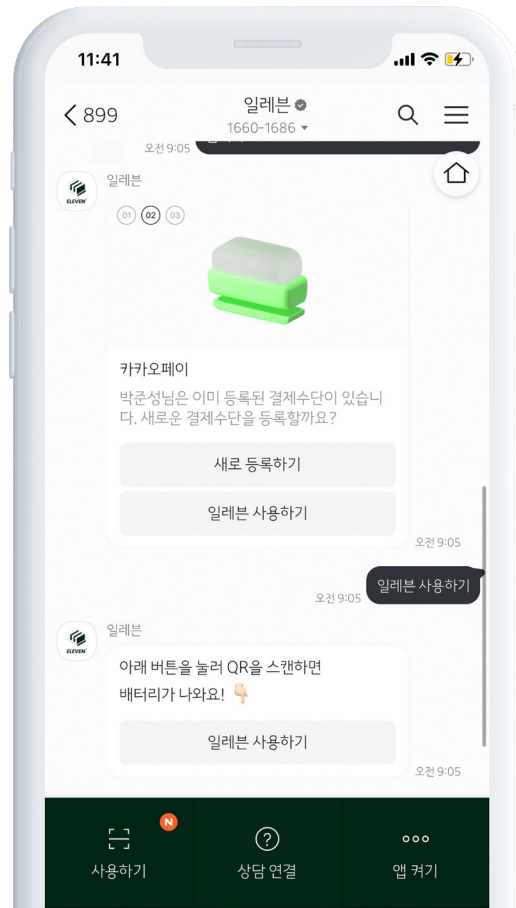 11:41
899
일레븐
1660-1686
오전 9:05
일레븐
ELEVEN
01 02 03
카카오페이
박준성님은 이미 등록된 결제수단이 있습니
다. 새로운 결제수단을 등록할까요?
새로 등록하기
일레븐 사용하기
오전 9:05
일레븐 사용하기
오전 9:05
일레븐
ELEVEN
아래 버튼을 눌러 QR을 스캔하면
배터리가 나와요! 👇🏻
일레븐 사용하기
오전 9:05
N
사용하기
상담 연결
앱 켜기